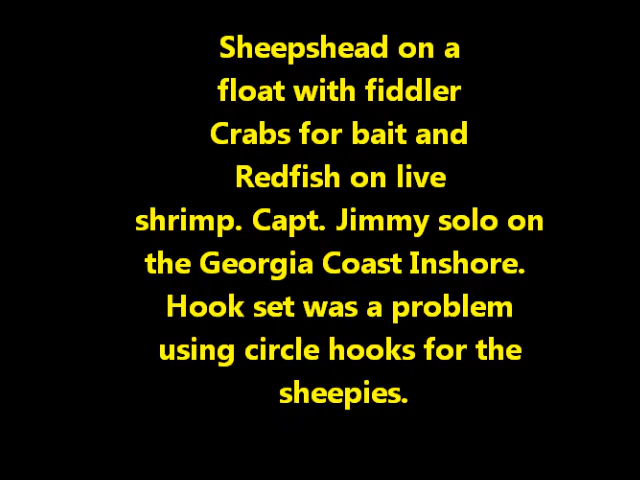 Sheepshead on a
float with fiddler
Crabs for bait and
Redfish on live
shrimp. Capt. Jimmy solo on
the Georgia Coast Inshore.
Hook set was a problem
using circle hooks for the
sheepies.